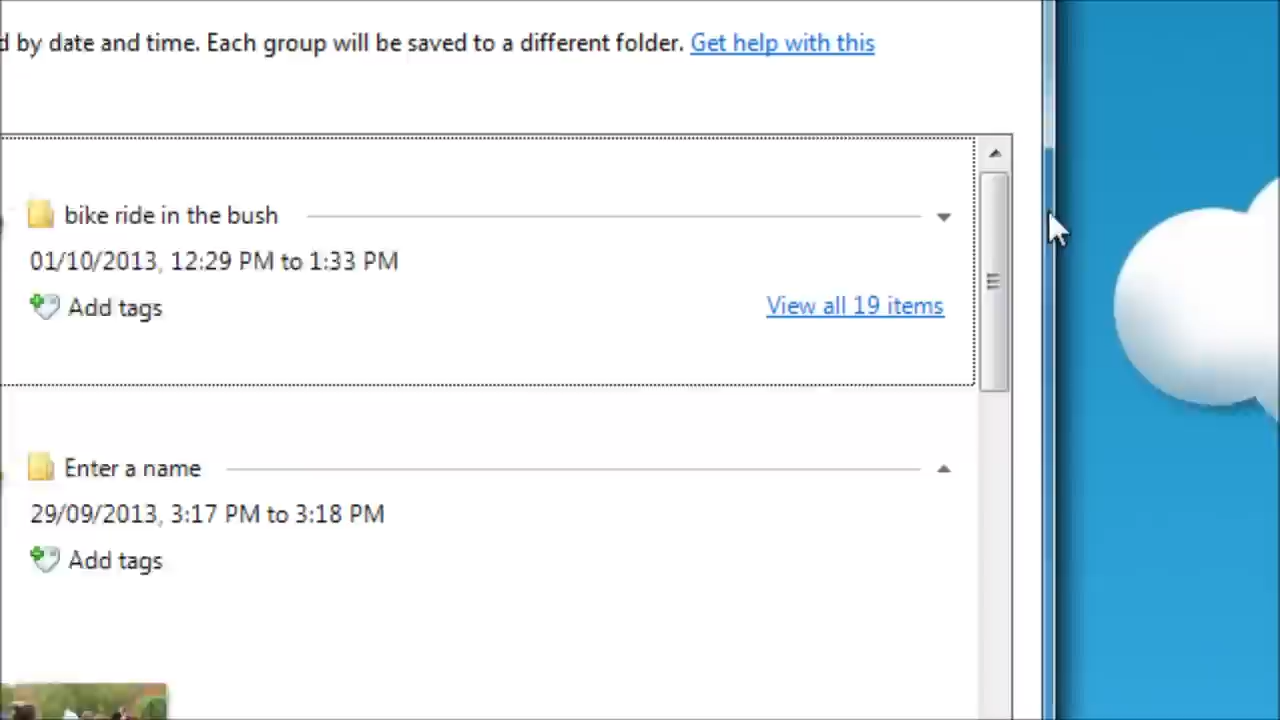 d by date and time. Each group will be saved to a different folder. Get help with this
bike ride in the bush
01/10/2013, 12:29 PM to 1:33 PM
Add tags
View all 19 items
Enter a name
29/09/2013, 3:17 PM to 3:18 PM
Add tags